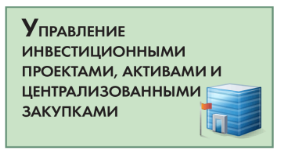 Управление
инвестиционными
проектами, активами и
централизованными
закупками